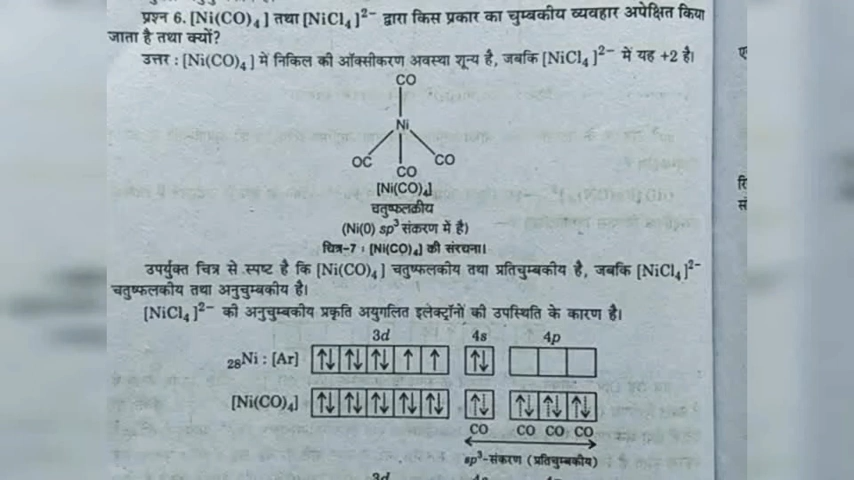 प्रश्न 6. [Ni(CO)₄] तथा [NiCl₄]²⁻ द्वारा किस प्रकार का चुम्बकीय व्यवहार अपेक्षित किया
जाता है तथा क्यों?
उत्तर : [Ni(CO)₄] में निकिल की ऑक्सीकरण अवस्था शून्य है, जबकि [NiCl₄]²⁻ में यह +2 है।
CO
Ni
OC CO CO
[Ni(CO)₄]
चतुष्फलकीय
(Ni(0) sp³ संकरण में है)
चित्र-7 : [Ni(CO)₄] की संरचना।
उपर्युक्त चित्र से स्पष्ट है कि [Ni(CO)₄] चतुष्फलकीय तथा प्रतिचुम्बकीय है, जबकि [NiCl₄]²⁻
चतुष्फलकीय तथा अनुचुम्बकीय है।
[NiCl₄]²⁻ की अनुचुम्बकीय प्रकृति अयुगलित इलेक्ट्रॉनों की उपस्थिति के कारण है।
3d 4s 4p
₂₈Ni : [Ar] ↑↓ ↑↓ ↑↓ ↑ ↑ ↑↓
[Ni(CO)₄] ↑↓ ↑↓ ↑↓ ↑↓ ↑↓ ↑↓ ↑↓ ↑↓ ↑↓
CO CO CO CO
sp³-संकरण (प्रतिचुम्बकीय)
3d